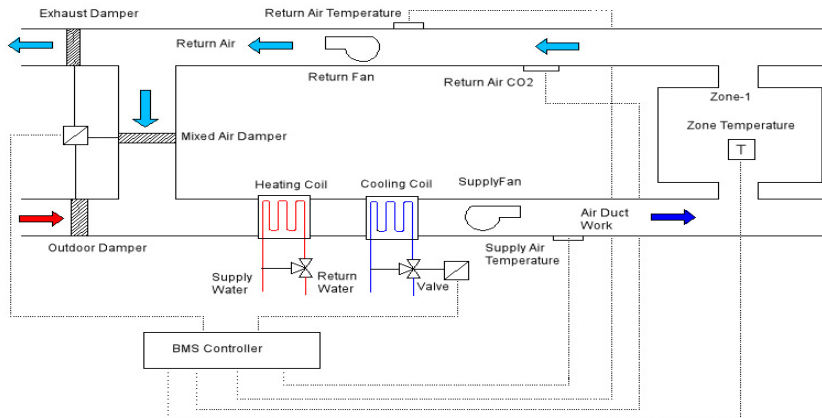 Exhaust Damper
Return Air Temperature
Return Air
Return Fan
Return Air CO2
Zone-1
Zone Temperature
T
Mixed Air Damper
Heating Coil
Cooling Coil
SupplyFan
Air Duct
Work
Outdoor Damper
Supply Air
Temperature
Supply
Water
Return
Water
Valve
BMS Controller